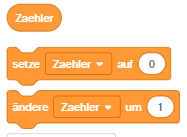 Zaehler
setze Zaehler auf 0
ändere Zaehler um 1